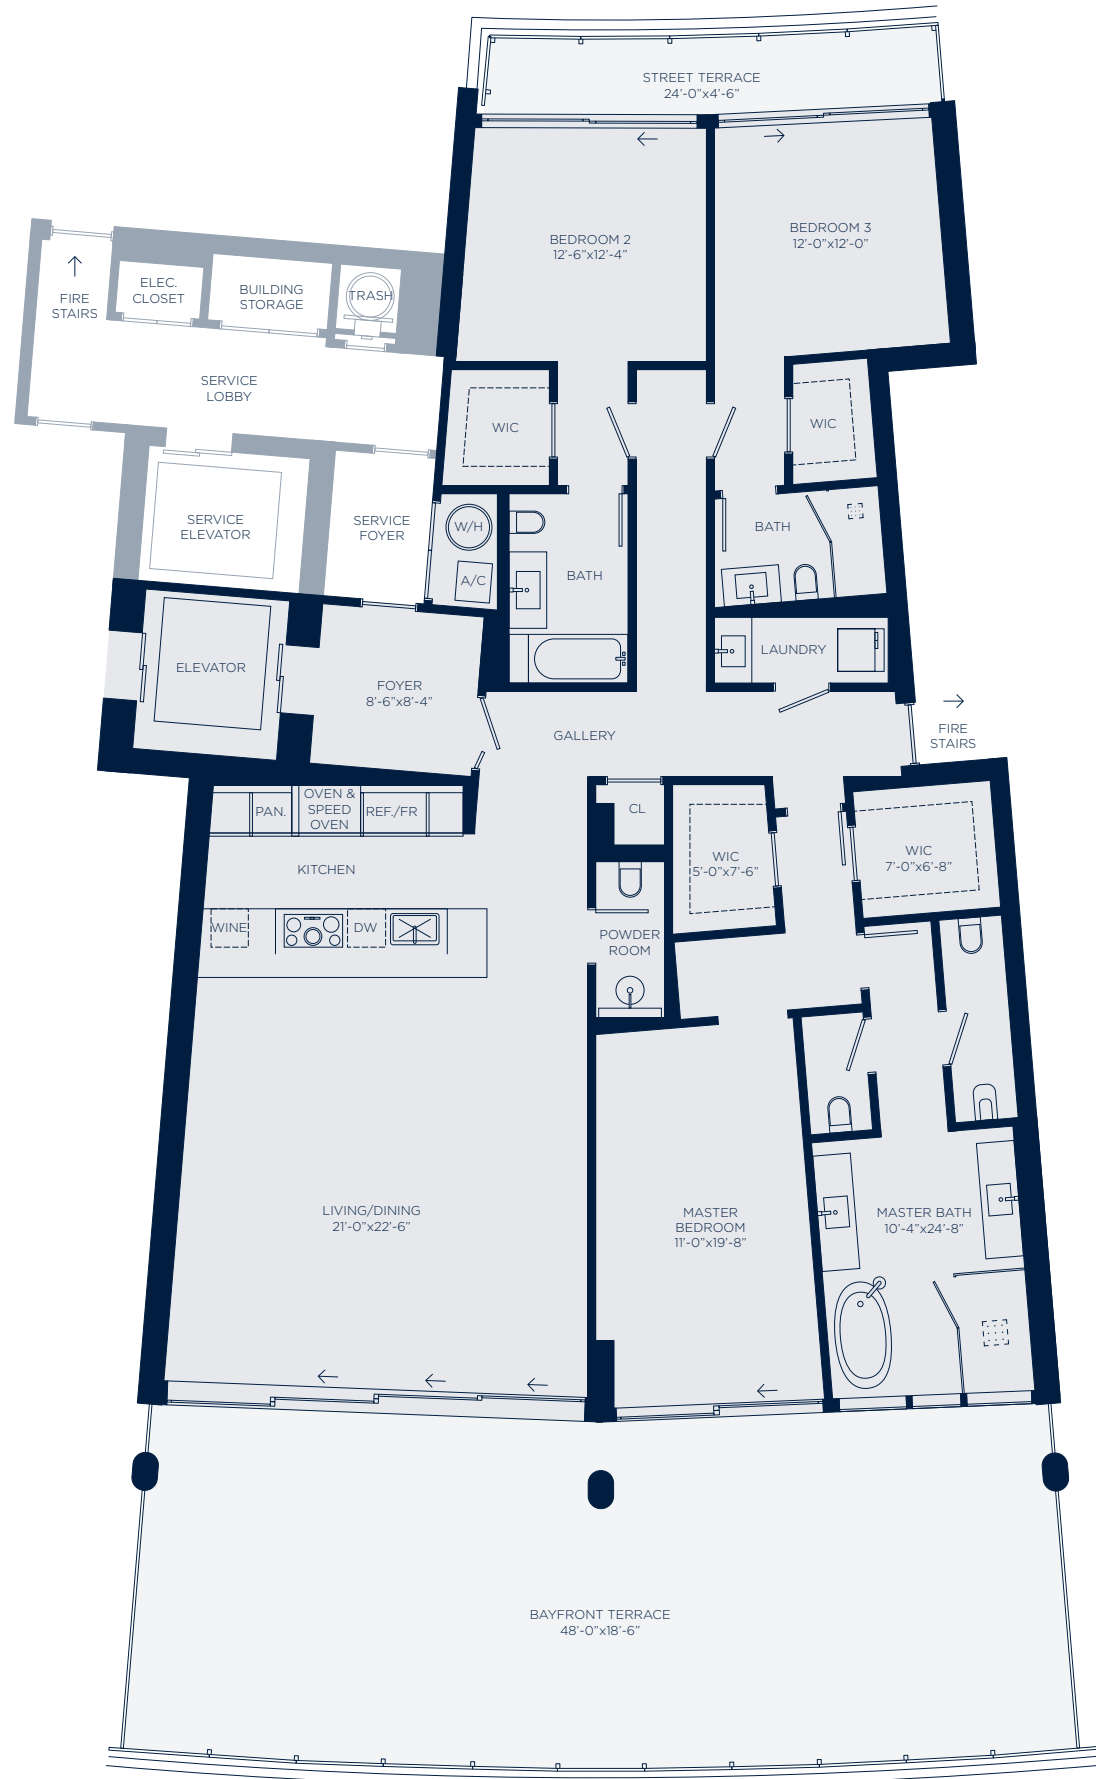 STREET TERRACE
24'-0"x4'-6"
BEDROOM 2
12'-6"x12'-4"
BEDROOM 3
12'-0"x12'-0"
ELEC.
CLOSET
BUILDING
STORAGE
TRASH
FIRE
STAIRS
SERVICE
LOBBY
WIC
WIC
SERVICE
ELEVATOR
SERVICE
FOYER
W/H
A/C
BATH
BATH
LAUNDRY
ELEVATOR
FOYER
8'-6"x8'-4"
GALLERY
FIRE
STAIRS
PAN.
OVEN &
SPEED
OVEN
REF./FR
CL
KITCHEN
WIC
5'-0"x7'-6"
WIC
7'-0"x6'-8"
WINE
DW
POWDER
ROOM
LIVING/DINING
21'-0"x22'-6"
MASTER
BEDROOM
11'-0"x19'-8"
MASTER BATH
10'-4"x24'-8"
BAYFRONT TERRACE
48'-0"x18'-6"